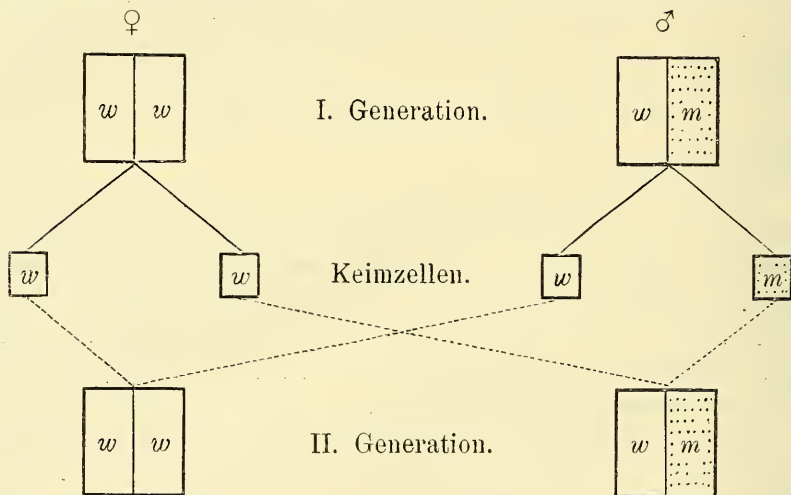 ♀ ♂
w w I. Generation. w m
w w Keimzellen. w m
w w II. Generation. w m